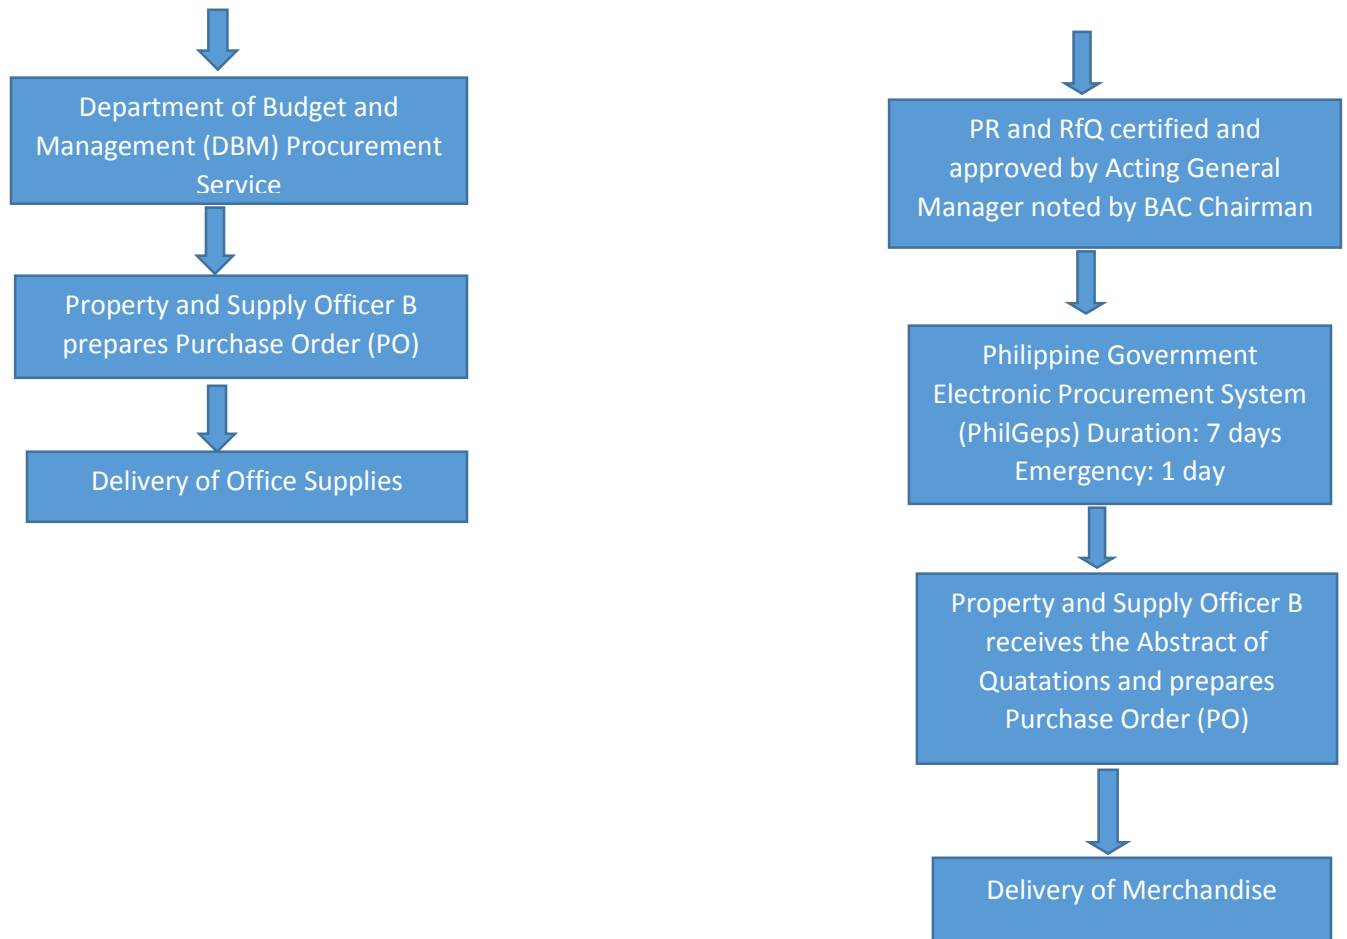 Department of Budget and
Management (DBM) Procurement
Service
Property and Supply Officer B
prepares Purchase Order (PO)
Delivery of Office Supplies
PR and RfQ certified and
approved by Acting General
Manager noted by BAC Chairman
Philippine Government
Electronic Procurement System
(PhilGeps) Duration: 7 days
Emergency: 1 day
Property and Supply Officer B
receives the Abstract of
Quatations and prepares
Purchase Order (PO)
Delivery of Merchandise